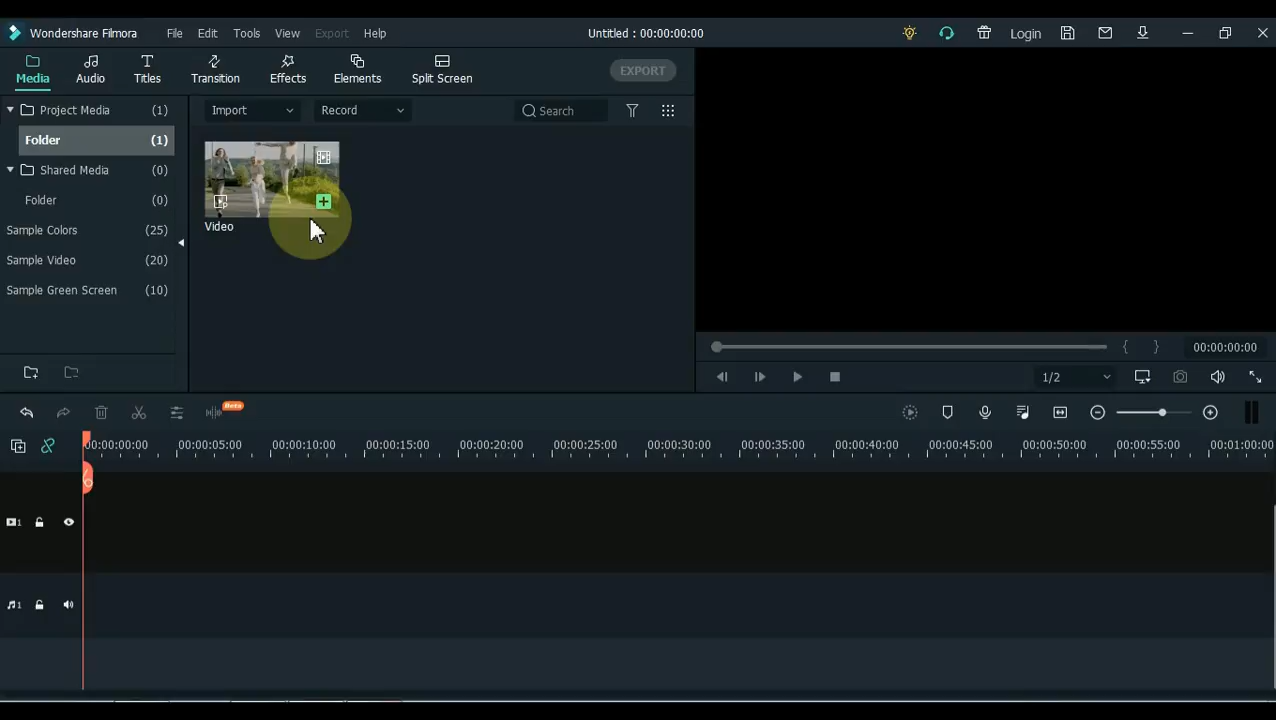 Wondershare Filmora File Edit Tools View Export Help Untitled : 00:00:00:00 Login
Media Audio Titles Transition Effects Elements Split Screen EXPORT
Project Media (1) Import Record Search
Folder (1)
Shared Media (0)
Folder (0)
Video
Sample Colors (25)
Sample Video (20)
Sample Green Screen (10)
{ } 00:00:00:00
1/2
Beta
00:00:00:00 00:00:05:00 00:00:10:00 00:00:15:00 00:00:20:00 00:00:25:00 00:00:30:00 00:00:35:00 00:00:40:00 00:00:45:00 00:00:50:00 00:00:55:00 00:01:00:00
1
1